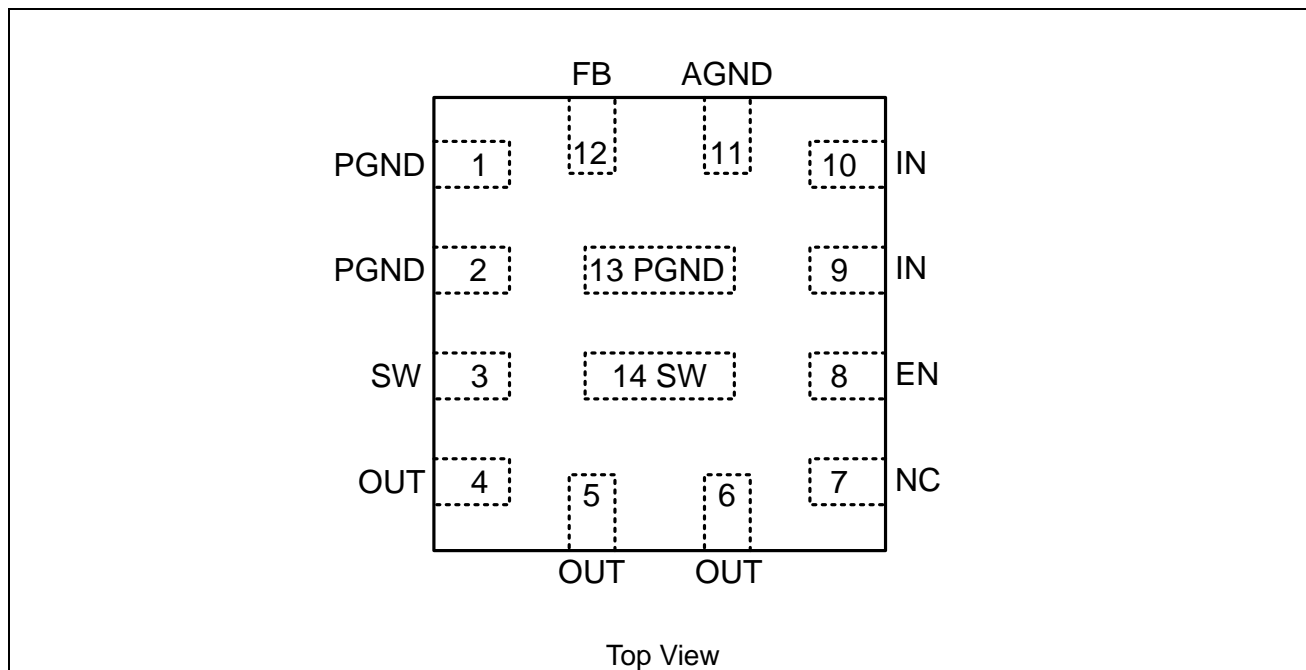 FB AGND
PGND 1 12 11 10 IN
PGND 2 13 PGND 9 IN
SW 3 14 SW 8 EN
OUT 4 5 6 7 NC
OUT OUT
Top View